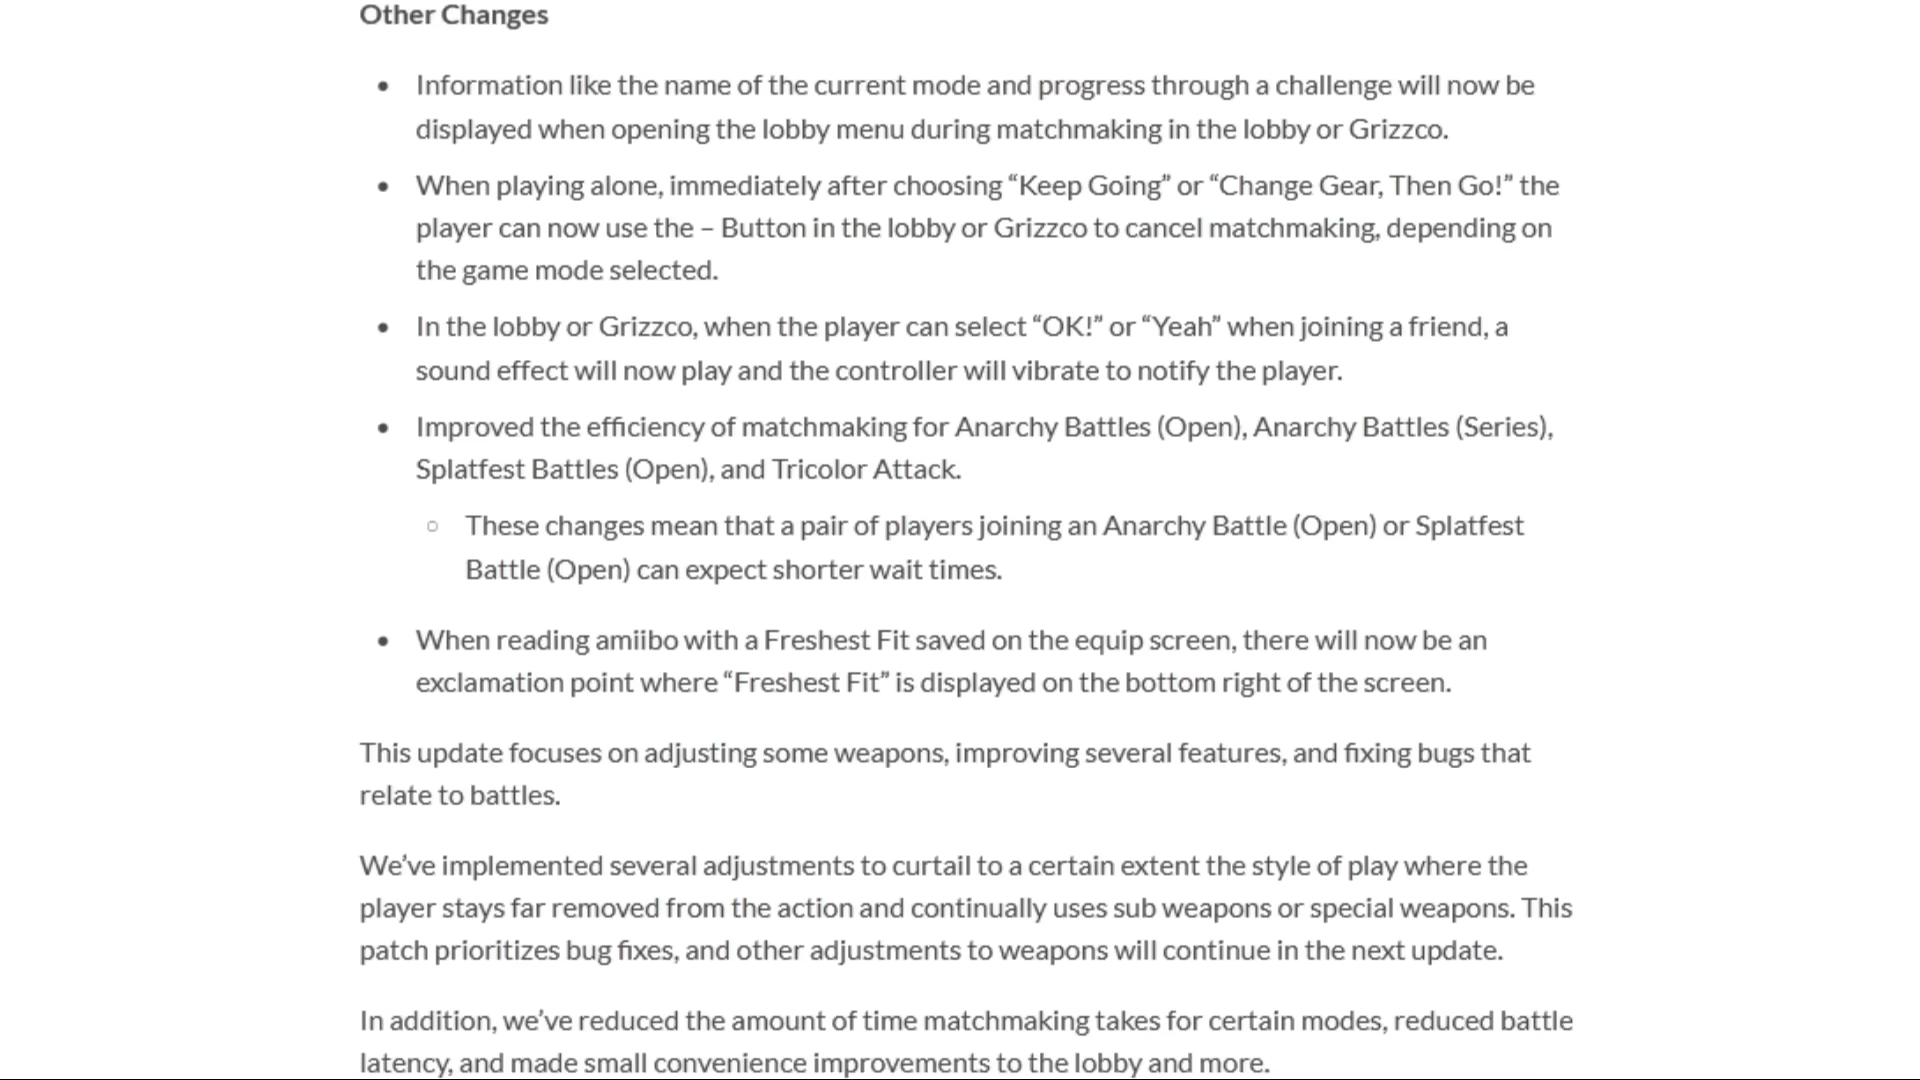 Other Changes
• Information like the name of the current mode and progress through a challenge will now be
displayed when opening the lobby menu during matchmaking in the lobby or Grizzco.
• When playing alone, immediately after choosing “Keep Going” or “Change Gear, Then Go!” the
player can now use the – Button in the lobby or Grizzco to cancel matchmaking, depending on
the game mode selected.
• In the lobby or Grizzco, when the player can select “OK!” or “Yeah” when joining a friend, a
sound effect will now play and the controller will vibrate to notify the player.
• Improved the efficiency of matchmaking for Anarchy Battles (Open), Anarchy Battles (Series),
Splatfest Battles (Open), and Tricolor Attack.
○ These changes mean that a pair of players joining an Anarchy Battle (Open) or Splatfest
Battle (Open) can expect shorter wait times.
• When reading amiibo with a Freshest Fit saved on the equip screen, there will now be an
exclamation point where “Freshest Fit” is displayed on the bottom right of the screen.
This update focuses on adjusting some weapons, improving several features, and fixing bugs that
relate to battles.
We’ve implemented several adjustments to curtail to a certain extent the style of play where the
player stays far removed from the action and continually uses sub weapons or special weapons. This
patch prioritizes bug fixes, and other adjustments to weapons will continue in the next update.
In addition, we’ve reduced the amount of time matchmaking takes for certain modes, reduced battle
latency, and made small convenience improvements to the lobby and more.